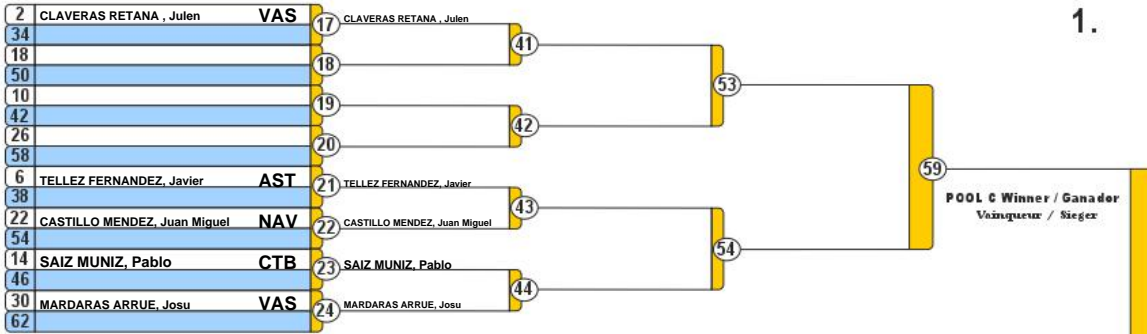 1.
2 CLAVERAS RETANA , Julen VAS 17 CLAVERAS RETANA , Julen
34
41
18 18
50
53
10 19
42
42
26 20
58
59
6 TELLEZ FERNANDEZ, Javier AST 21 TELLEZ FERNANDEZ, Javier
38
43
22 CASTILLO MENDEZ, Juan Miguel NAV 22 CASTILLO MENDEZ, Juan Miguel
54
POOL C Winner / Ganador
Vainqueur / Sieger
54
14 SAIZ MUNIZ, Pablo CTB 23 SAIZ MUNIZ, Pablo
46
44
30 MARDARAS ARRUE, Josu VAS 24 MARDARAS ARRUE, Josu
62